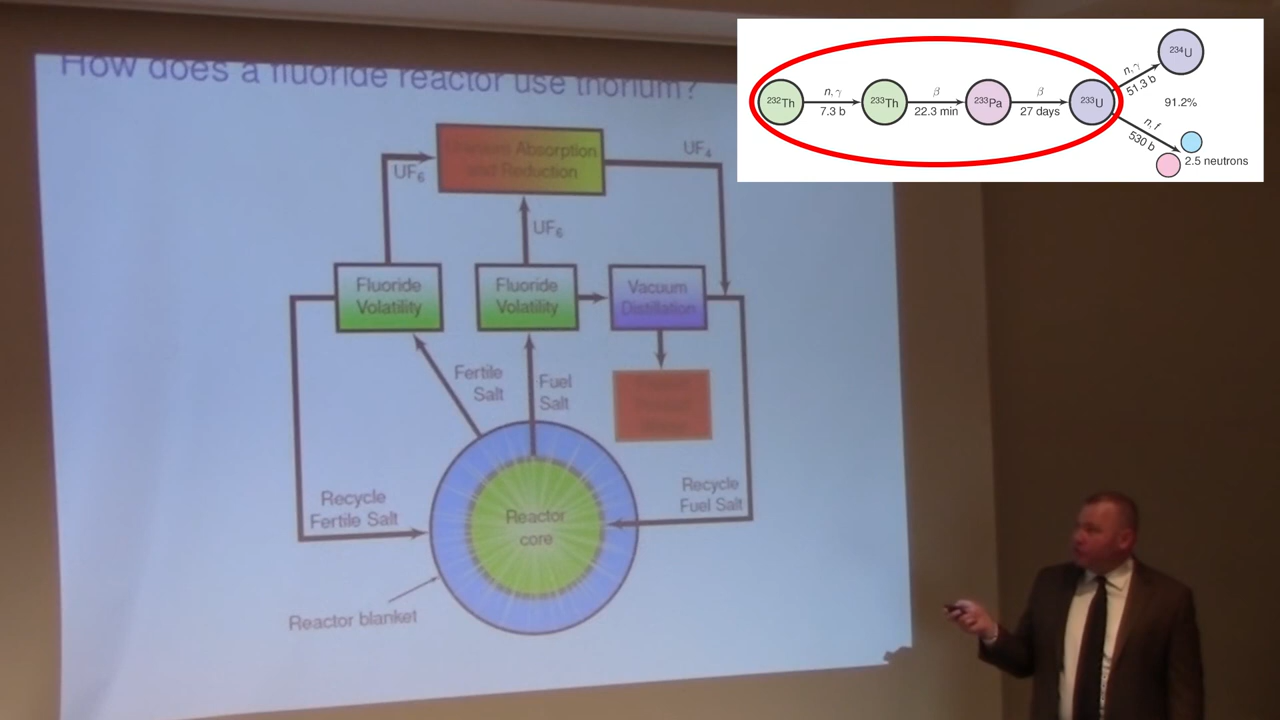 How does a fluoride reactor use thorium?
Uranium Absorption
and Reduction
UF₄
UF₆
UF₆
Fluoride
Volatility
Fluoride
Volatility
Vacuum
Distillation
Fertile
Salt
Fuel
Salt
Recycle
Fertile Salt
Recycle
Fuel Salt
Reactor
core
Reactor blanket
²³²Th
n,γ
7.3 b
²³³Th
β
22.3 min
²³³Pa
β
27 days
²³³U
n,γ
51.3 b
²³⁴U
91.2%
n,f
530 b
2.5 neutrons